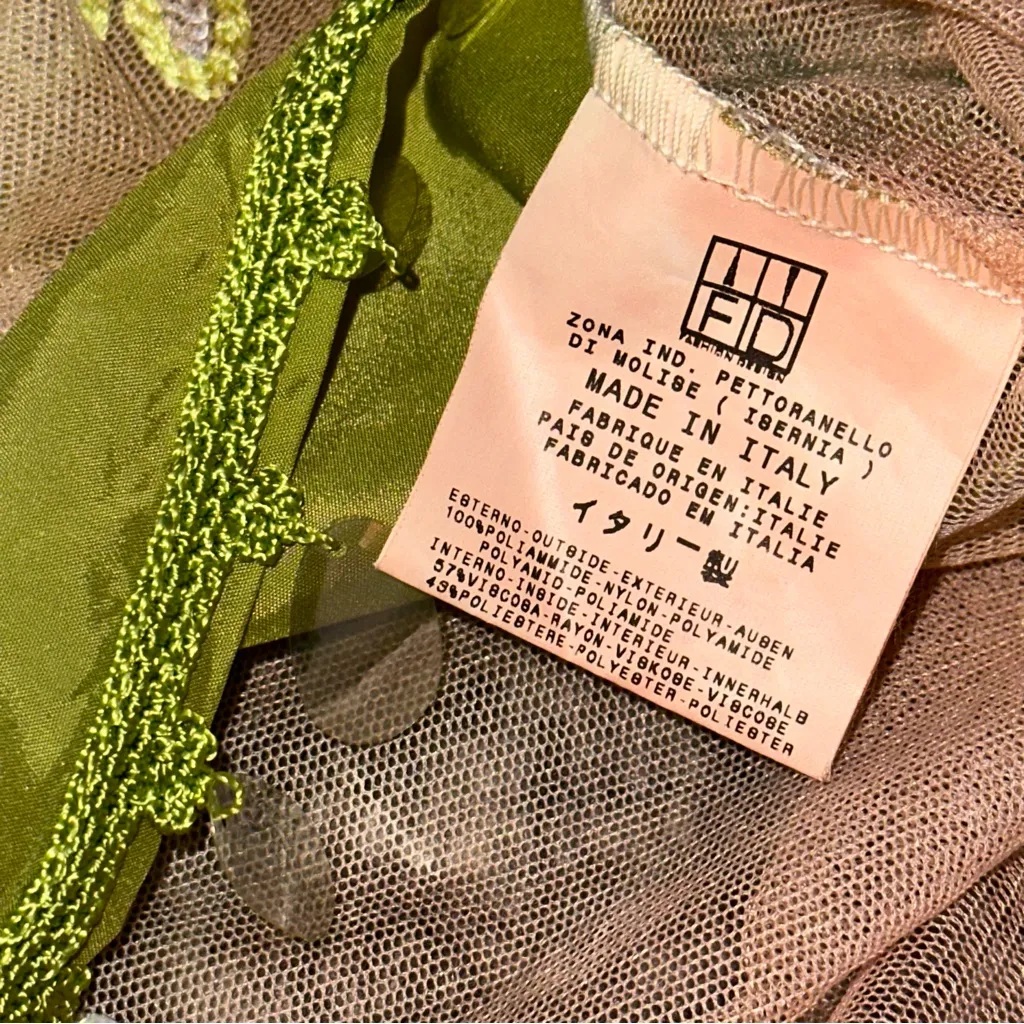 FD
FASHION DESIGN
ZONA IND. PETTORANELLO
DI MOLISE ( ISERNIA )
MADE IN ITALY
FABRIQUE EN ITALIE
PAIS DE ORIGEN:ITALIE
FABRICADO EM ITALIA
イタリー製
ESTERNO-OUTSIDE-EXTERIEUR-AUSEN
100%POLIAMMIDE-NYLON-POLYAMIDE
POLYAMID-POLIAMIDE
INTERNO-INSIDE-INTERIEUR-INNERHALB
57%VISCOSA-RAYON-VISKOSE-VISCOSE
43%POLIESTERE-POLYESTER-POLIESTER